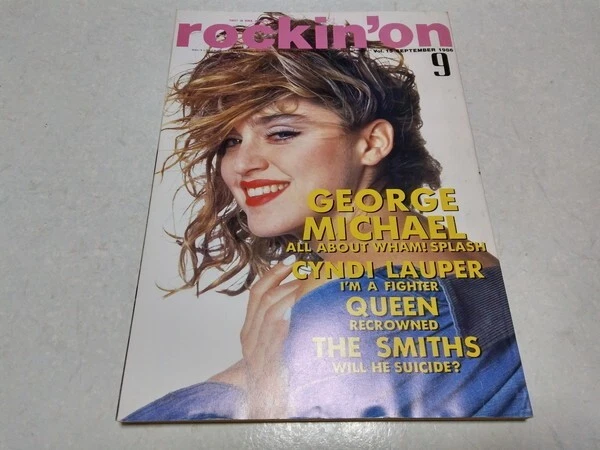 rockin'on
SEPTEMBER 1986
9
GEORGE
MICHAEL
ALL ABOUT WHAM! SPLASH
CYNDI LAUPER
I'M A FIGHTER
QUEEN
RECROWNED
THE SMITHS
WILL HE SUICIDE?